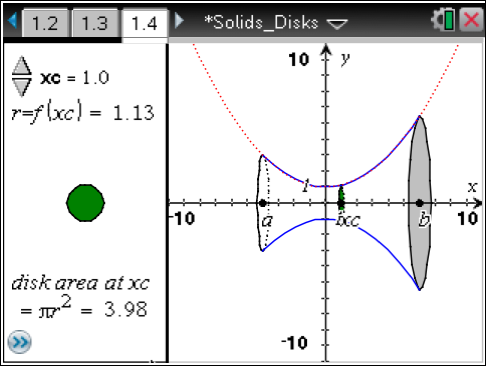 1.2 1.3 1.4 *Solids_Disks
xc = 1.0
r=f(xc) = 1.13
disk area at xc
= πr² = 3.98
10 y
1
x
-10 a xc b 10
-10